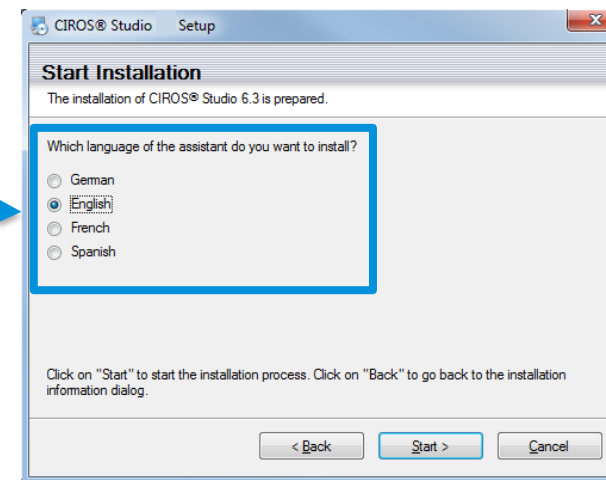 CIROS® Studio Setup
Start Installation
The installation of CIROS® Studio 6.3 is prepared.
Which language of the assistant do you want to install?
German
English
French
Spanish
Click on "Start" to start the installation process. Click on "Back" to go back to the installation
information dialog.
< Back Start > Cancel